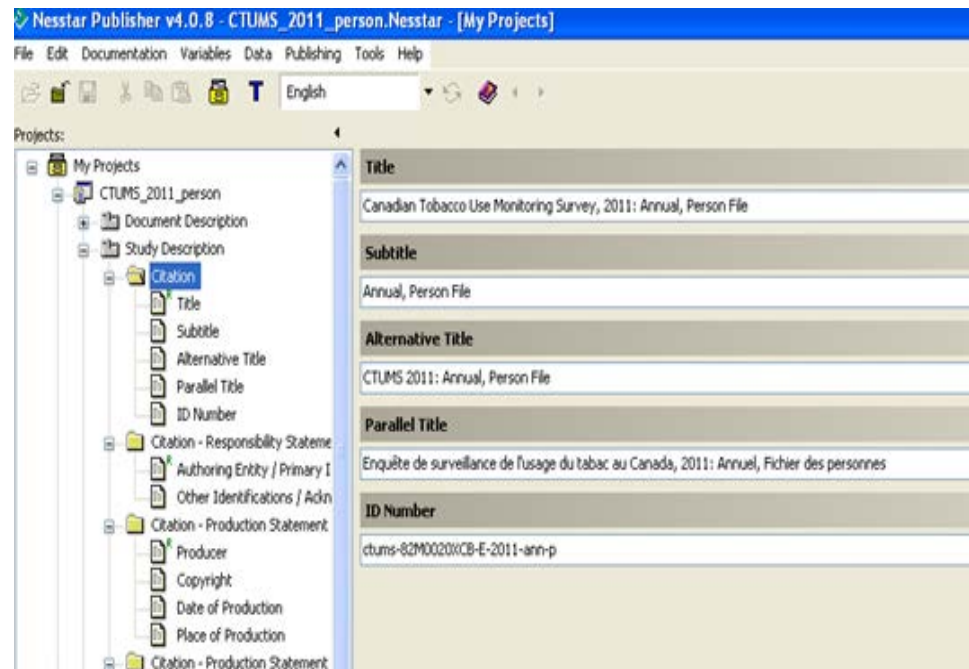 Nesstar Publisher v4.0.8 - CTUMS_2011_person.Nesstar - [My Projects]
File Edit Documentation Variables Data Publishing Tools Help
T English
Projects:
My Projects
CTUMS_2011_person
Document Description
Study Description
Citation
Title
Subtitle
Alternative Title
Parallel Title
ID Number
Citation - Responsibility Stateme
Authoring Entity / Primary I
Other Identifications / Ackn
Citation - Production Statement
Producer
Copyright
Date of Production
Place of Production
Citation - Production Statement
Title
Canadian Tobacco Use Monitoring Survey, 2011: Annual, Person File
Subtitle
Annual, Person File
Alternative Title
CTUMS 2011: Annual, Person File
Parallel Title
Enquête de surveillance de l'usage du tabac au Canada, 2011: Annuel, Fichier des personnes
ID Number
ctums-82M0020XCB-E-2011-ann-p